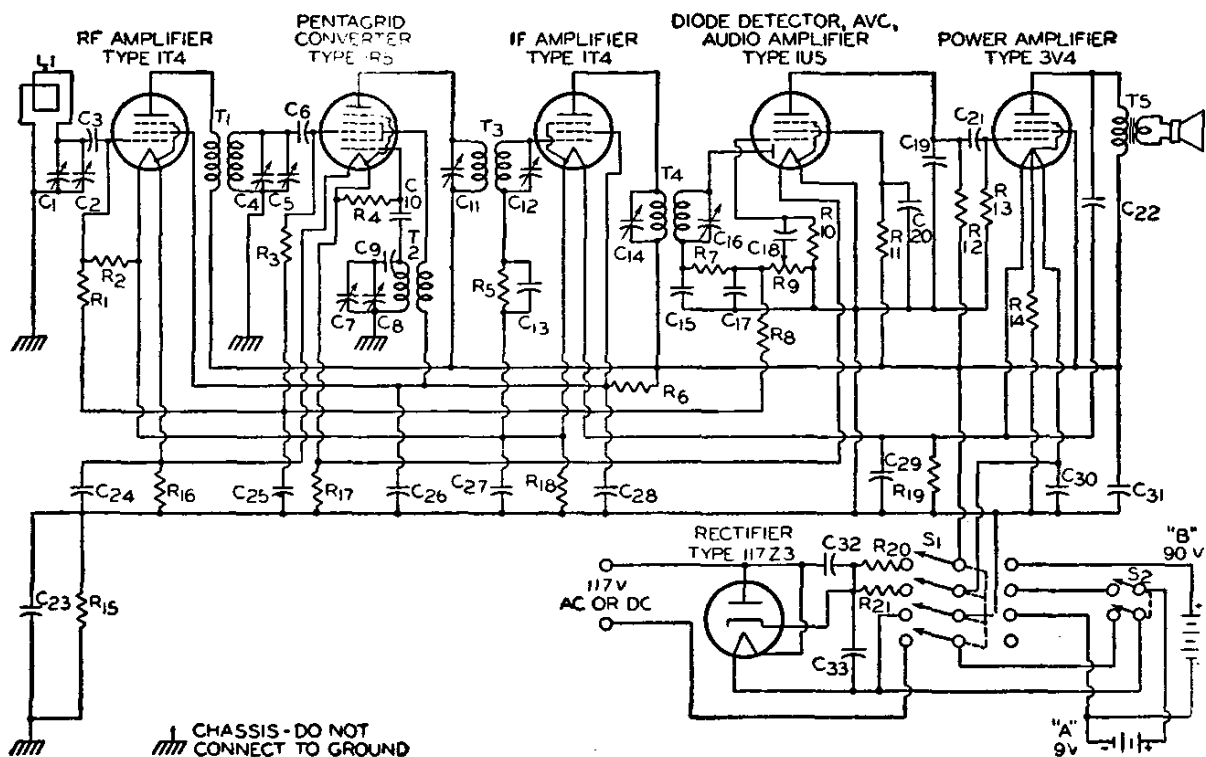 RF AMPLIFIER
TYPE 1T4
PENTAGRID
CONVERTER
TYPE 1R5
IF AMPLIFIER
TYPE 1T4
DIODE DETECTOR, AVC,
AUDIO AMPLIFIER
TYPE 1U5
POWER AMPLIFIER
TYPE 3V4
L1
C3
C1
C2
R2
R1
T1
C6
C4
C5
R3
R4
C10
T2
C9
C7
C8
C11
T3
C12
R5
C13
C14
T4
C16
R7
C15
C17
C18
R10
R9
R8
R6
R11
C20
C19
C21
R12
R13
R14
C22
T5
C24
R16
C25
R17
C26
C27
R18
C28
C29
R19
C30
C31
C23
R15
RECTIFIER
TYPE 117Z3
117V
AC OR DC
C32
R20
R21
C33
S1
S2
"B"
90 V
+
"A"
9V
- +
CHASSIS - DO NOT
CONNECT TO GROUND